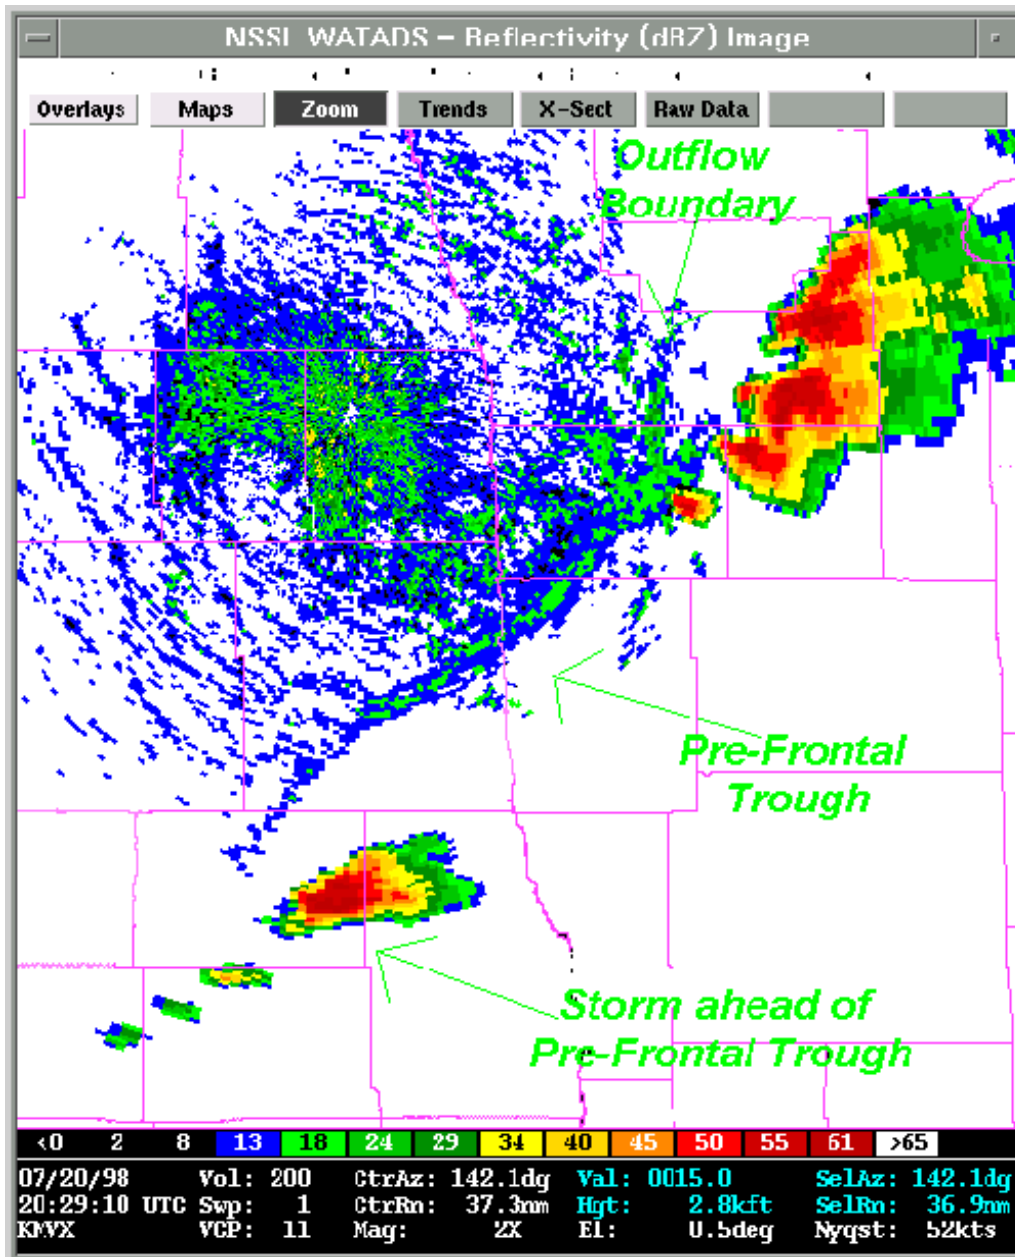 NSSL WATADS – Reflectivity (dBZ) Image
Overlays Maps Zoom Trends X-Sect Raw Data
Outflow
Boundary
Pre-Frontal
Trough
Storm ahead of
Pre-Frontal Trough
<0 2 8 13 18 24 29 34 40 45 50 55 61 >65
07/20/98 Vol: 200 CtrAz: 142.1dg Val: 0015.0 SelAz: 142.1dg
20:29:10 UTC Swp: 1 CtrRn: 37.3nm Hgt: 2.8kft SelRn: 36.9nm
KMVX VCP: 11 Mag: 2X El: 0.5deg Nyqst: 52kts